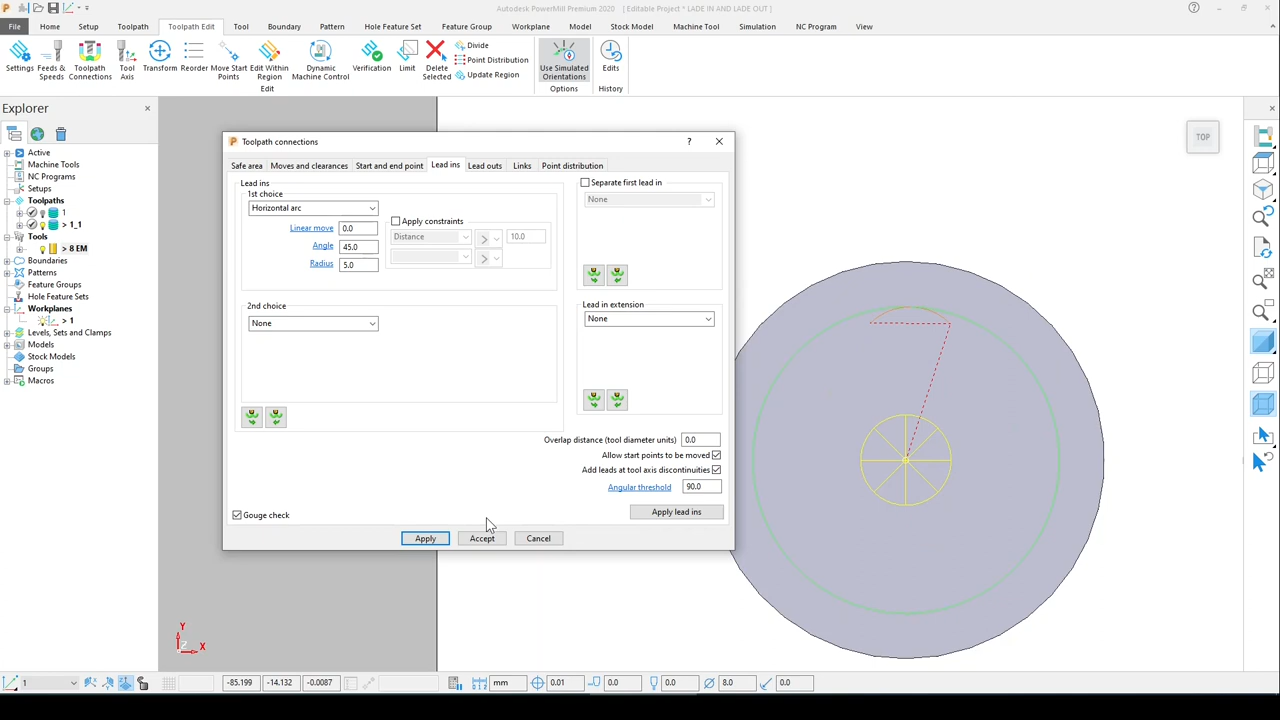 Autodesk PowerMill Premium 2020 [ Editable Project * LADE IN AND LADE OUT ]
File Home Setup Toolpath Toolpath Edit Tool Boundary Pattern Hole Feature Set Feature Group Workplane Model Stock Model Machine Tool Simulation NC Program View
Settings
Feeds & Speeds
Toolpath Connections
Tool Axis
Transform
Reorder
Move Start Points
Edit Within Region
Dynamic Machine Control
Verification
Limit
Delete Selected
Divide
Point Distribution
Update Region
Use Simulated Orientations
Edits
Edit
Options
History
Explorer
Active
Machine Tools
NC Programs
Setups
Toolpaths
1
> 1_1
Tools
> 8 EM
Boundaries
Patterns
Feature Groups
Hole Feature Sets
Workplanes
> 1
Levels, Sets and Clamps
Models
Stock Models
Groups
Macros
Toolpath connections
?
Safe area Moves and clearances Start and end point Lead ins Lead outs Links Point distribution
Lead ins
1st choice
Horizontal arc
Linear move 0.0
Angle 45.0
Radius 5.0
Apply constraints
Distance > 10.0
>
2nd choice
None
Separate first lead in
None
Lead in extension
None
Overlap distance (tool diameter units) 0.0
Allow start points to be moved
Add leads at tool axis discontinuities
Angular threshold 90.0
Apply lead ins
Gouge check
Apply Accept Cancel
TOP
Y
Z X
1 -85.199 -14.132 -0.0087 mm 0.01 0.0 0.0 8.0 0.0